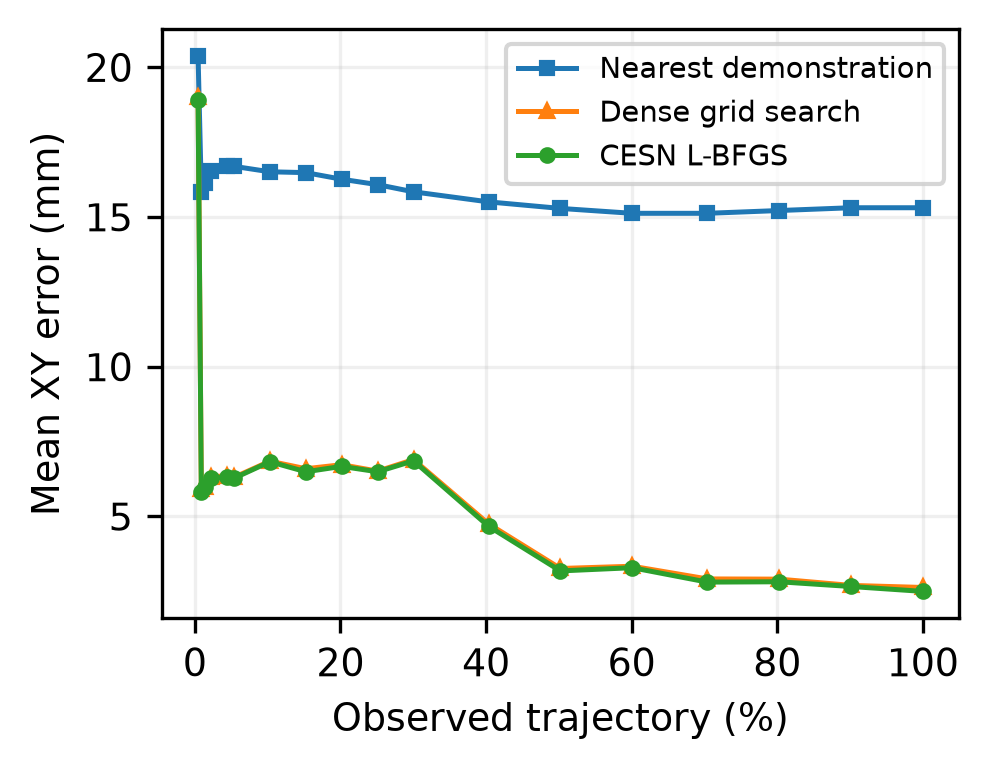 Nearest demonstration
Dense grid search
CESN L-BFGS
Mean XY error (mm)
20
15
10
5
0 20 40 60 80 100
Observed trajectory (%)